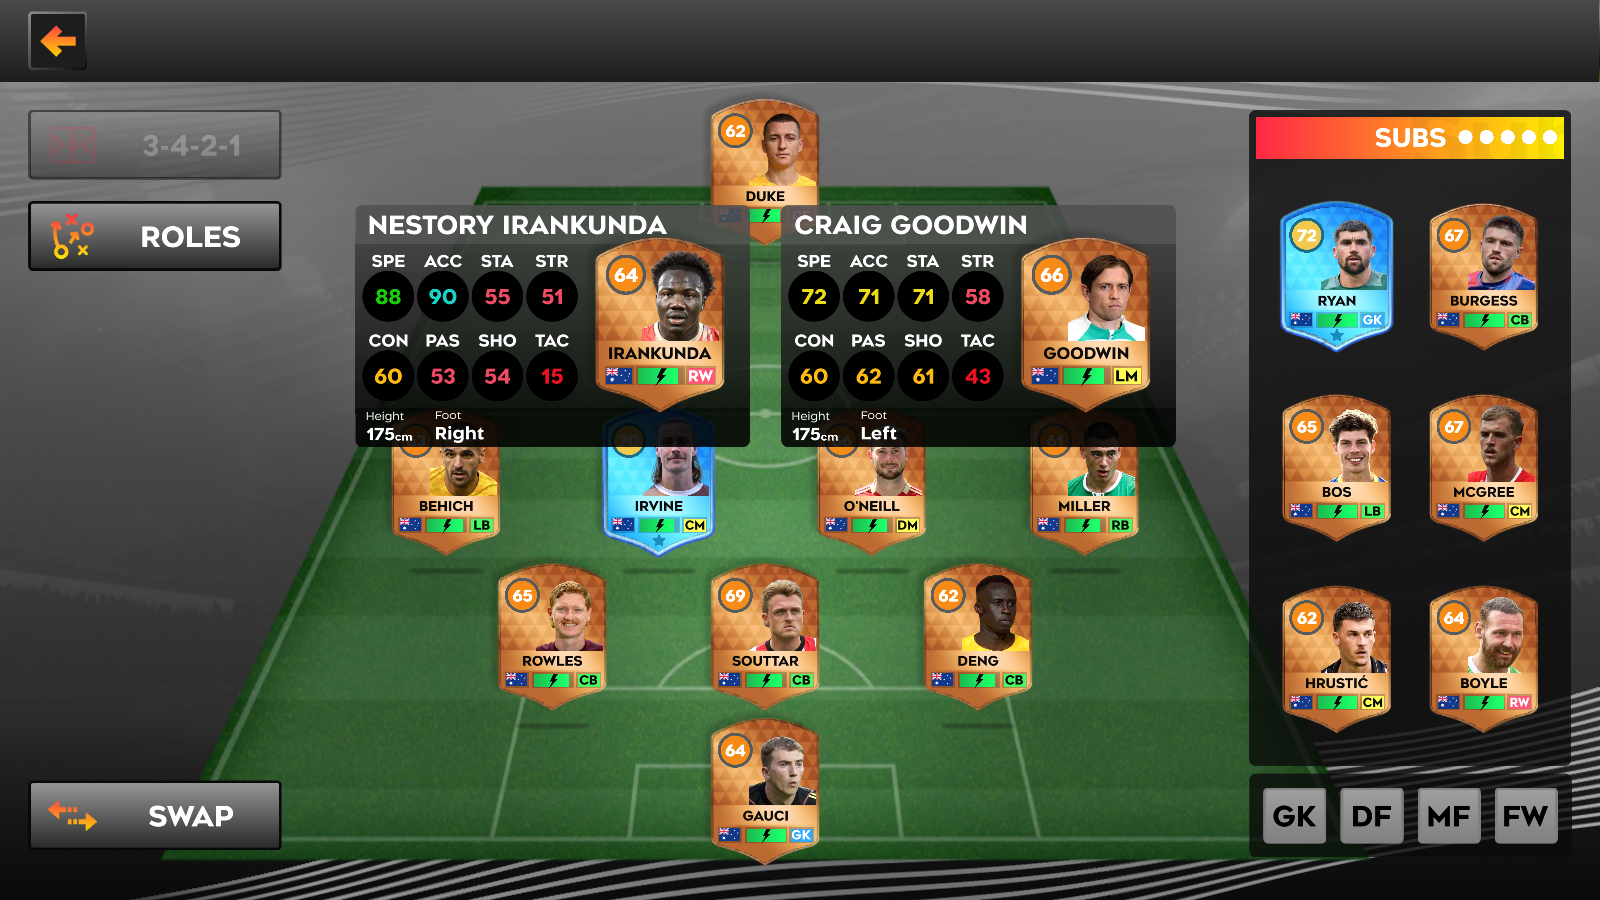 3-4-2-1
ROLES
SWAP
62
DUKE
NESTORY IRANKUNDA
SPE ACC STA STR
88 90 55 51
CON PAS SHO TAC
60 53 54 15
Height Foot
175cm Right
64
IRANKUNDA
RW
CRAIG GOODWIN
SPE ACC STA STR
72 71 71 58
CON PAS SHO TAC
60 62 61 43
Height Foot
175cm Left
66
GOODWIN
LM
BEHICH
LB
70
IRVINE
CM
O'NEILL
DM
61
MILLER
RB
65
ROWLES
CB
69
SOUTTAR
CB
62
DENG
CB
64
GAUCI
GK
SUBS
72
RYAN
GK
67
BURGESS
CB
65
BOS
LB
67
MCGREE
CM
62
HRUSTIĆ
CM
64
BOYLE
RW
GK DF MF FW